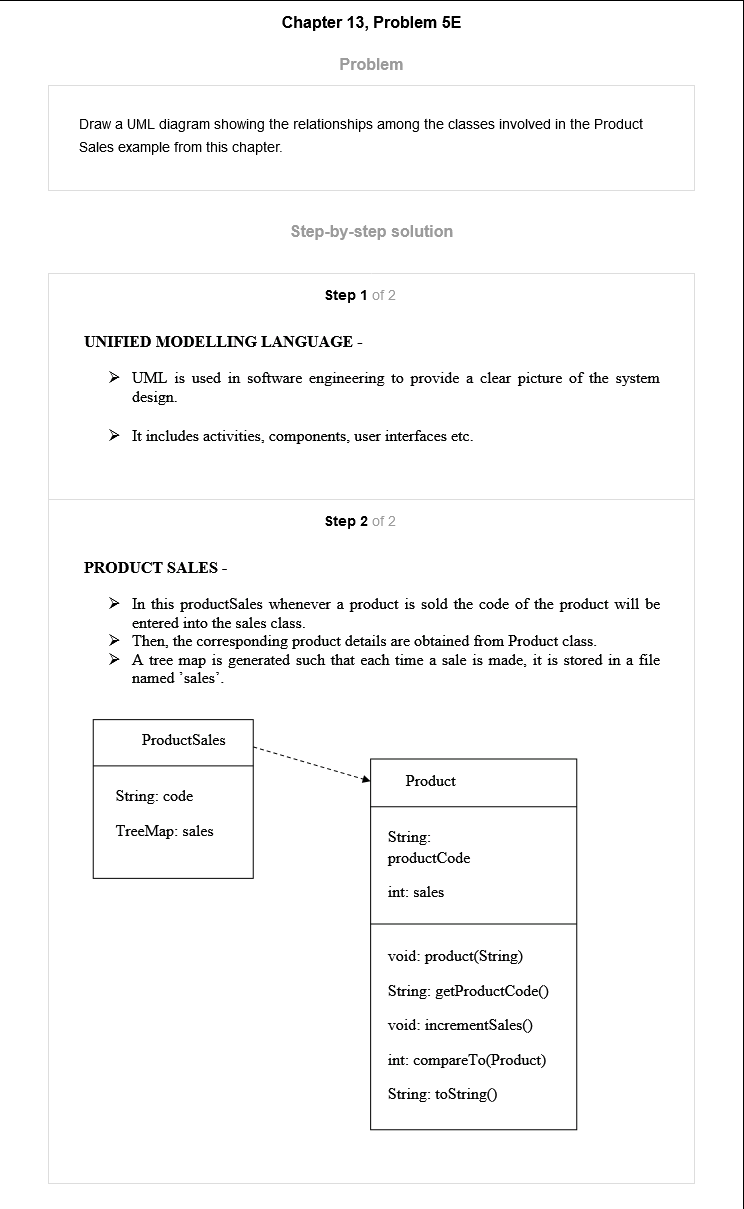 Chapter 13, Problem 5E
Problem
Draw a UML diagram showing the relationships among the classes involved in the Product
Sales example from this chapter.
Step-by-step solution
Step 1 of 2
UNIFIED MODELLING LANGUAGE -
➢ UML is used in software engineering to provide a clear picture of the system
design.
➢ It includes activities, components, user interfaces etc.
Step 2 of 2
PRODUCT SALES -
➢ In this productSales whenever a product is sold the code of the product will be
entered into the sales class.
➢ Then, the corresponding product details are obtained from Product class.
➢ A tree map is generated such that each time a sale is made, it is stored in a file
named 'sales'.
ProductSales
String: code
TreeMap: sales
Product
String:
productCode
int: sales
void: product(String)
String: getProductCode()
void: incrementSales()
int: compareTo(Product)
String: toString()